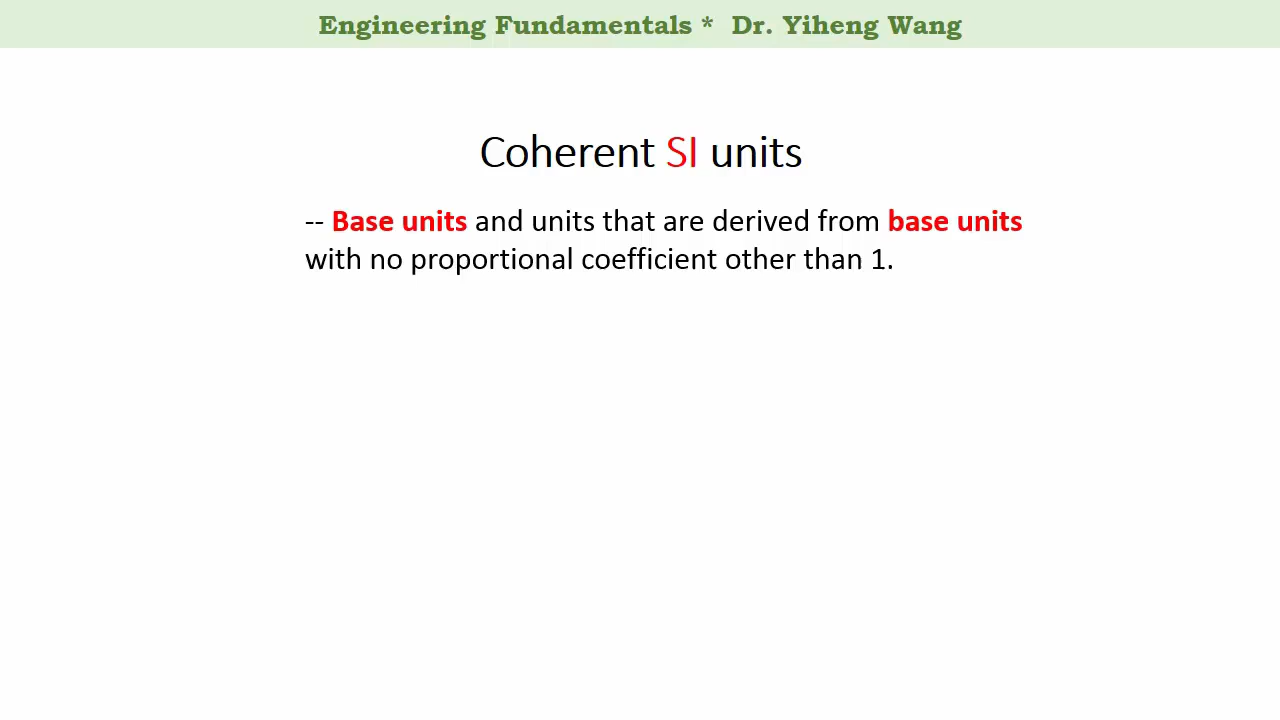 Engineering Fundamentals * Dr. Yiheng Wang
Coherent SI units
-- Base units and units that are derived from base units
with no proportional coefficient other than 1.